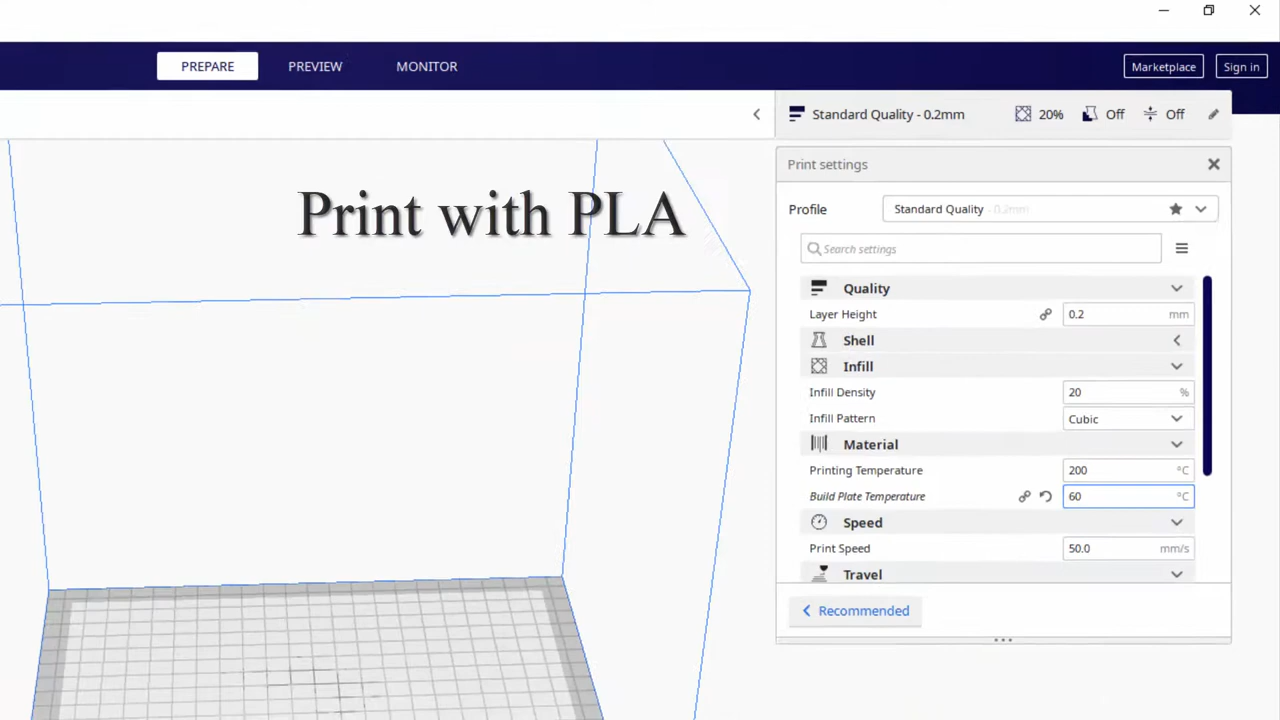 PREPARE PREVIEW MONITOR Marketplace Sign in
Standard Quality - 0.2mm 20% Off Off
Print settings
Print with PLA
Profile Standard Quality - 0.2mm
Search settings
Quality
Layer Height 0.2 mm
Shell
Infill
Infill Density 20 %
Infill Pattern Cubic
Material
Printing Temperature 200 °C
Build Plate Temperature 60 °C
Speed
Print Speed 50.0 mm/s
Travel
Recommended